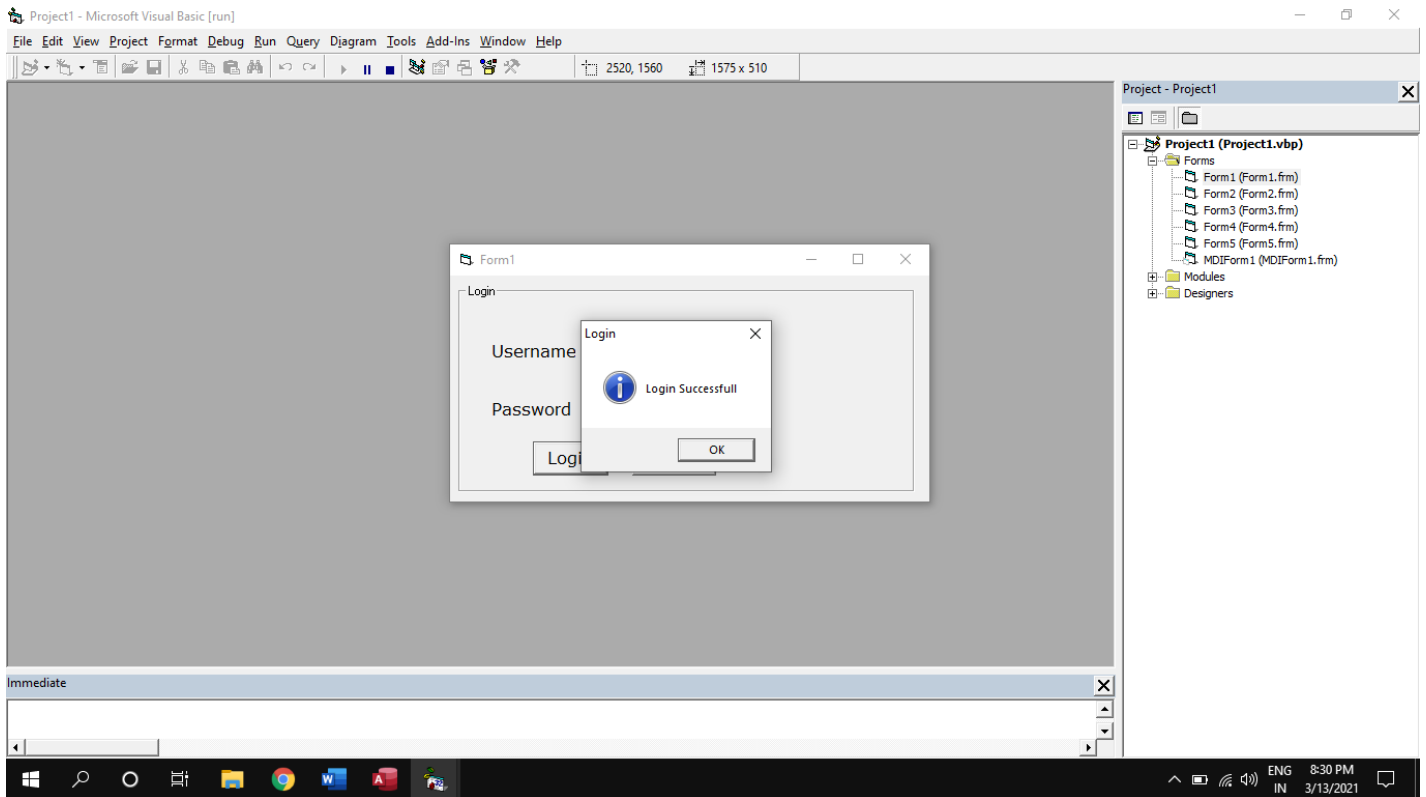 Project1 - Microsoft Visual Basic [run]
File Edit View Project Format Debug Run Query Diagram Tools Add-Ins Window Help
2520, 1560 1575 x 510
Project - Project1
Project1 (Project1.vbp)
Forms
Form1 (Form1.frm)
Form2 (Form2.frm)
Form3 (Form3.frm)
Form4 (Form4.frm)
Form5 (Form5.frm)
MDIForm1 (MDIForm1.frm)
Modules
Designers
Form1
Login
Login
Username
Login Successfull
Password
OK
Logi
Immediate
ENG 8:30 PM
IN 3/13/2021